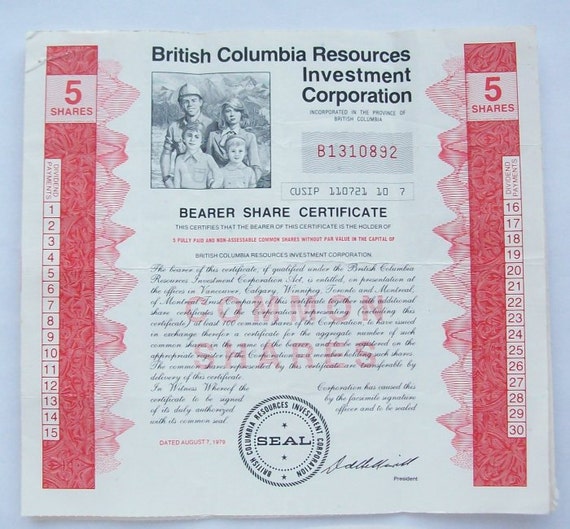 British Columbia Resources
Investment
Corporation
INCORPORATED IN THE PROVINCE OF
BRITISH COLUMBIA
5
SHARES
5
SHARES
B1310892
CUSIP 110721 10 7
BEARER SHARE CERTIFICATE
THIS CERTIFIES THAT THE BEARER OF THIS CERTIFICATE IS THE HOLDER OF
5 FULLY PAID AND NON-ASSESSABLE COMMON SHARES WITHOUT PAR VALUE IN THE CAPITAL OF
BRITISH COLUMBIA RESOURCES INVESTMENT CORPORATION.
The bearer of this certificate, if qualified under the British Columbia
Resources Investment Corporation Act, is entitled, on presentation at
the offices in Vancouver, Calgary, Winnipeg, Toronto and Montreal,
of Montreal Trust Company of this certificate and additional
share certificates of the Corporation representing (including this
certificate) at least 100 common shares of the Corporation, to have issued
in exchange therefor a certificate for the aggregate number of such
common shares in the name of the bearer and to be entered on the
appropriate register of the Corporation as holding such shares.
The common shares represented by this certificate are transferable by
delivery of this certificate.
In Witness Whereof the Corporation has caused this
certificate to be signed by the facsimile signature
of its duly authorized officer and to be sealed
with its common seal.
COMMON
SHARES
DATED AUGUST 7, 1979
BRITISH COLUMBIA RESOURCES INVESTMENT CORPORATION
SEAL
President
DIVIDEND
PAYMENTS
1
2
3
4
5
6
7
8
9
10
11
12
13
14
15
DIVIDEND
PAYMENTS
16
17
18
19
20
21
22
23
24
25
26
27
28
29
30